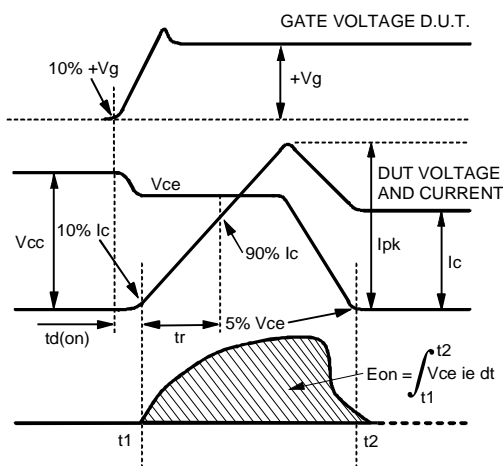 GATE VOLTAGE D.U.T.
10% +Vg
+Vg
Vce
DUT VOLTAGE
AND CURRENT
Vcc
10% Ic
90% Ic
Ipk
Ic
td(on)
tr
5% Vce
Eon = ∫ Vce ie dt
t2
t1
t1
t2